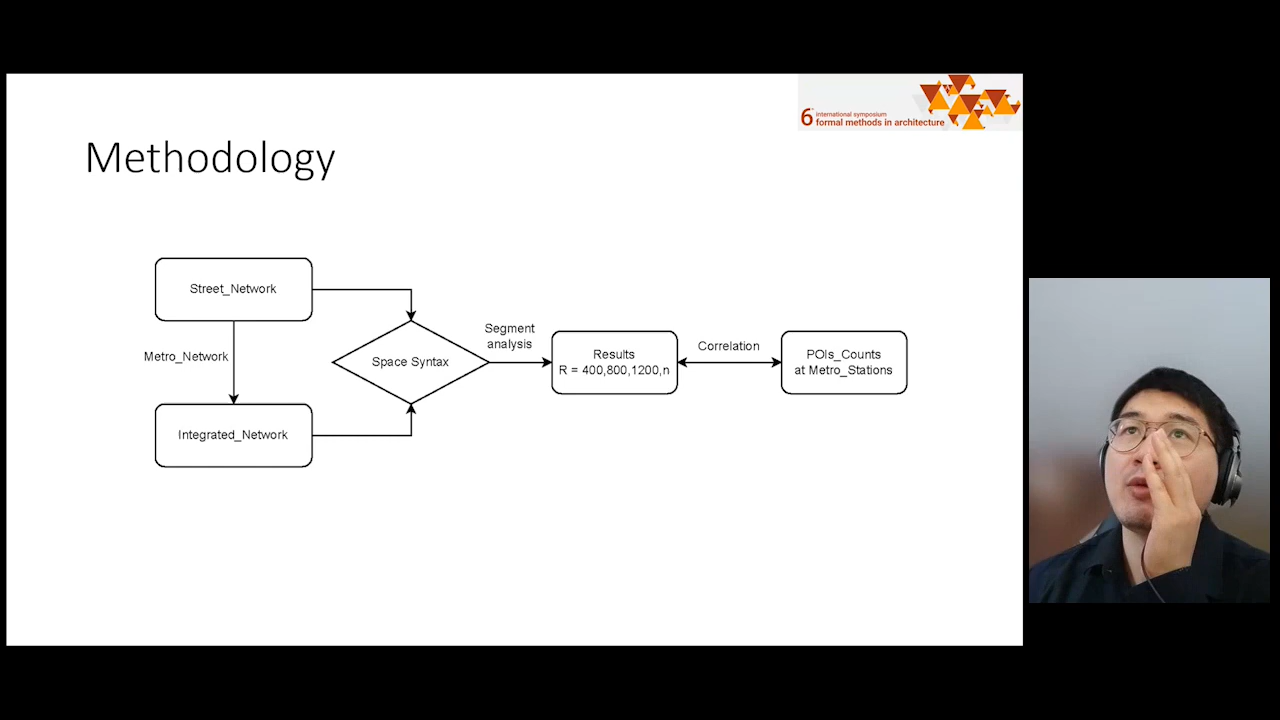 6th international symposium
formal methods in architecture
Methodology
Street_Network
Metro_Network
Integrated_Network
Space Syntax
Segment
analysis
Results
R = 400,800,1200,n
Correlation
POIs_Counts
at Metro_Stations